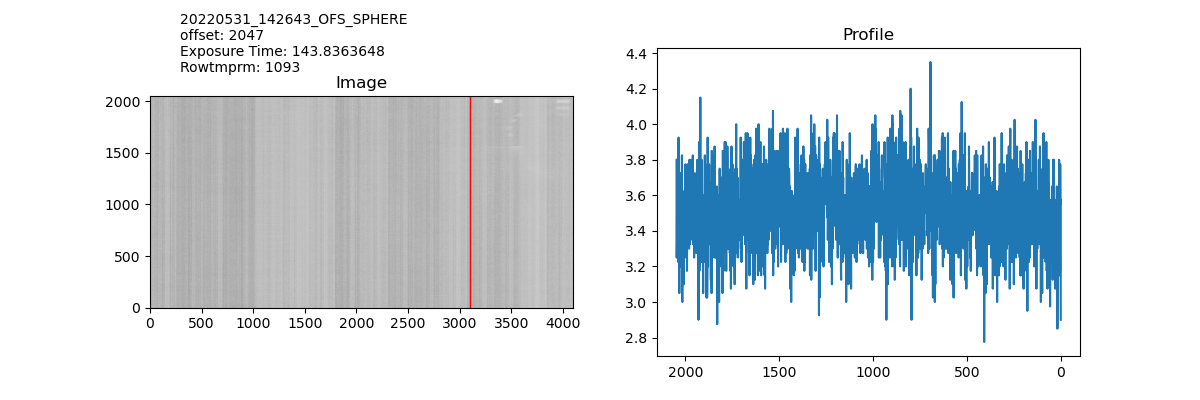 20220531_142643_OFS_SPHERE
offset: 2047
Exposure Time: 143.8363648
Rowtmprm: 1093
Image
2000
1500
1000
500
0
0 500 1000 1500 2000 2500 3000 3500 4000
Profile
4.4
4.2
4.0
3.8
3.6
3.4
3.2
3.0
2.8
2000 1500 1000 500 0